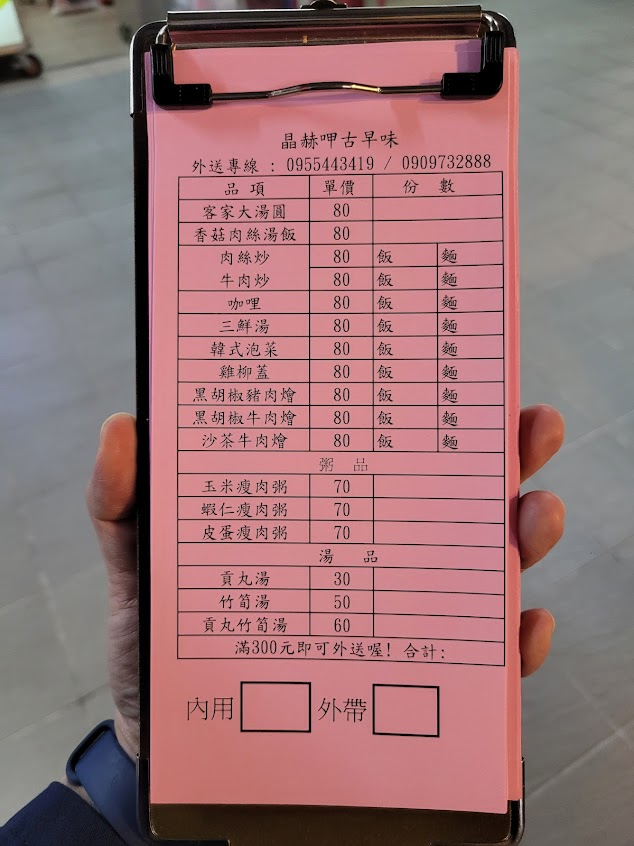 晶赫呷古早味
外送專線 : 0955443419 / 0909732888
品 項 單價 份 數
客家大湯圓 80
香菇肉絲湯飯 80
肉絲炒 80 飯 麵
牛肉炒 80 飯 麵
咖哩 80 飯 麵
三鮮湯 80 飯 麵
韓式泡菜 80 飯 麵
雞柳蓋 80 飯 麵
黑胡椒豬肉燴 80 飯 麵
黑胡椒牛肉燴 80 飯 麵
沙茶牛肉燴 80 飯 麵
粥 品
玉米瘦肉粥 70
蝦仁瘦肉粥 70
皮蛋瘦肉粥 70
湯 品
貢丸湯 30
竹筍湯 50
貢丸竹筍湯 60
滿300元即可外送喔! 合計:
內用 外帶